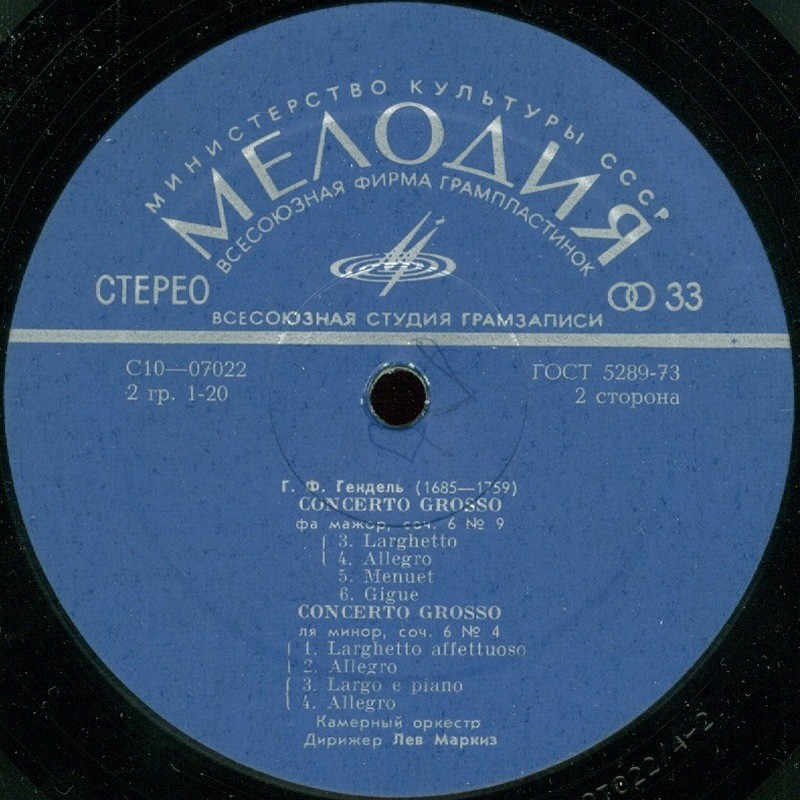 МИНИСТЕРСТВО КУЛЬТУРЫ СССР
МЕЛОДИЯ
ВСЕСОЮЗНАЯ ФИРМА ГРАМПЛАСТИНОК
СТЕРЕО 33
ВСЕСОЮЗНАЯ СТУДИЯ ГРАМЗАПИСИ
С10—07022 ГОСТ 5289-73
2 гр. 1-20 2 сторона
Г. Ф. Гендель (1685—1759)
CONCERTO GROSSO
фа мажор, соч. 6 № 9
3. Larghetto
4. Allegro
5. Menuet
6. Gigue
CONCERTO GROSSO
ля минор, соч. 6 № 4
1. Larghetto affettuoso
2. Allegro
3. Largo e piano
4. Allegro
Камерный оркестр
Дирижер Лев Маркиз